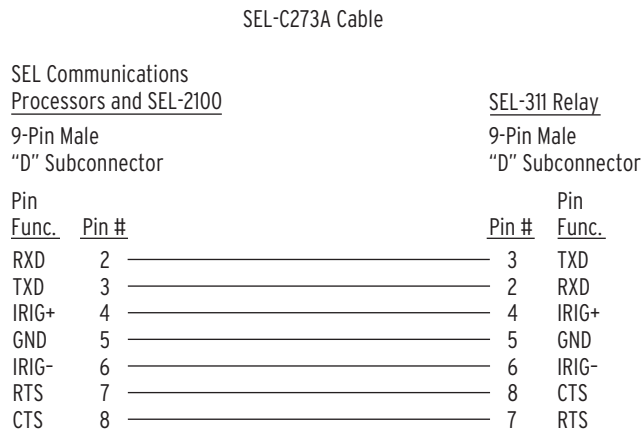 SEL-C273A Cable
SEL Communications
Processors and SEL-2100 SEL-311 Relay
9-Pin Male 9-Pin Male
“D” Subconnector “D” Subconnector
Pin Pin
Func. Pin # Pin # Func.
RXD 2 3 TXD
TXD 3 2 RXD
IRIG+ 4 4 IRIG+
GND 5 5 GND
IRIG– 6 6 IRIG–
RTS 7 8 CTS
CTS 8 7 RTS